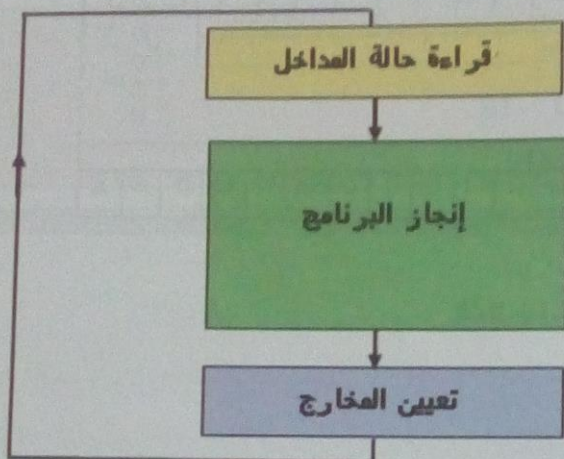 قراءة حالة المداخل
إنجاز البرنامج
تعيين المخارج